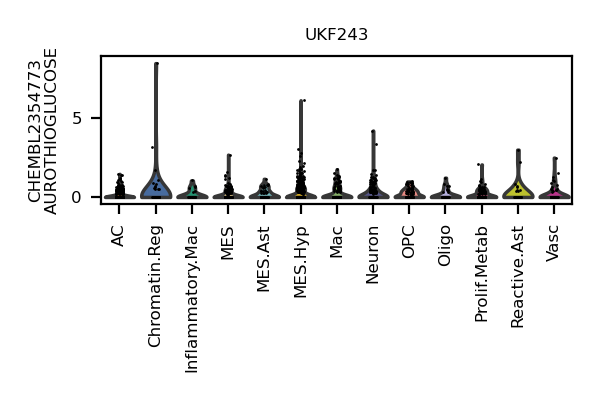 UKF243
CHEMBL2354773
AUROTHIOGLUCOSE
5
0
AC
Chromatin.Reg
Inflammatory.Mac
MES
MES.Ast
MES.Hyp
Mac
Neuron
OPC
Oligo
Prolif.Metab
Reactive.Ast
Vasc